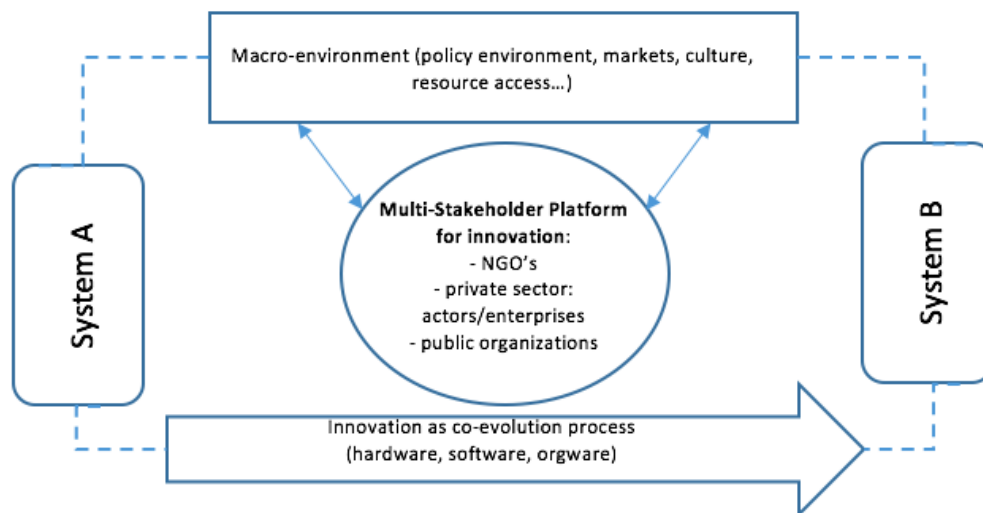 Macro-environment (policy environment, markets, culture,
resource access...)
System A
Multi-Stakeholder Platform
for innovation:
- NGO's
- private sector:
actors/enterprises
- public organizations
System B
Innovation as co-evolution process
(hardware, software, orgware)